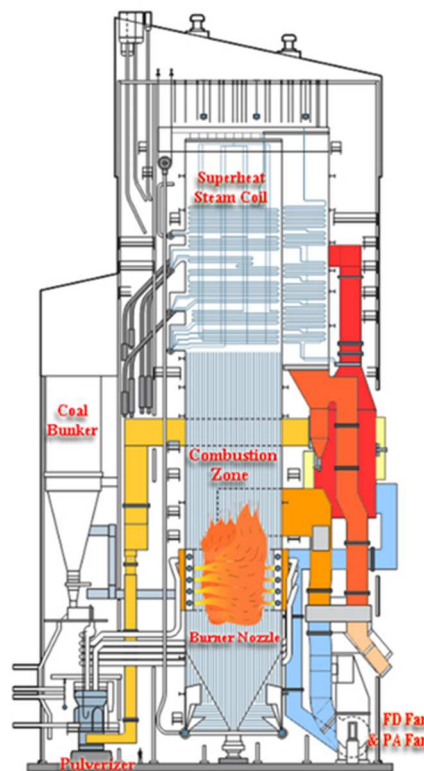 Superheat
Steam Coil
Coal
Bunker
Combustion
Zone
Burner Nozzle
FD Fan
& PA Fan
Pulverizer